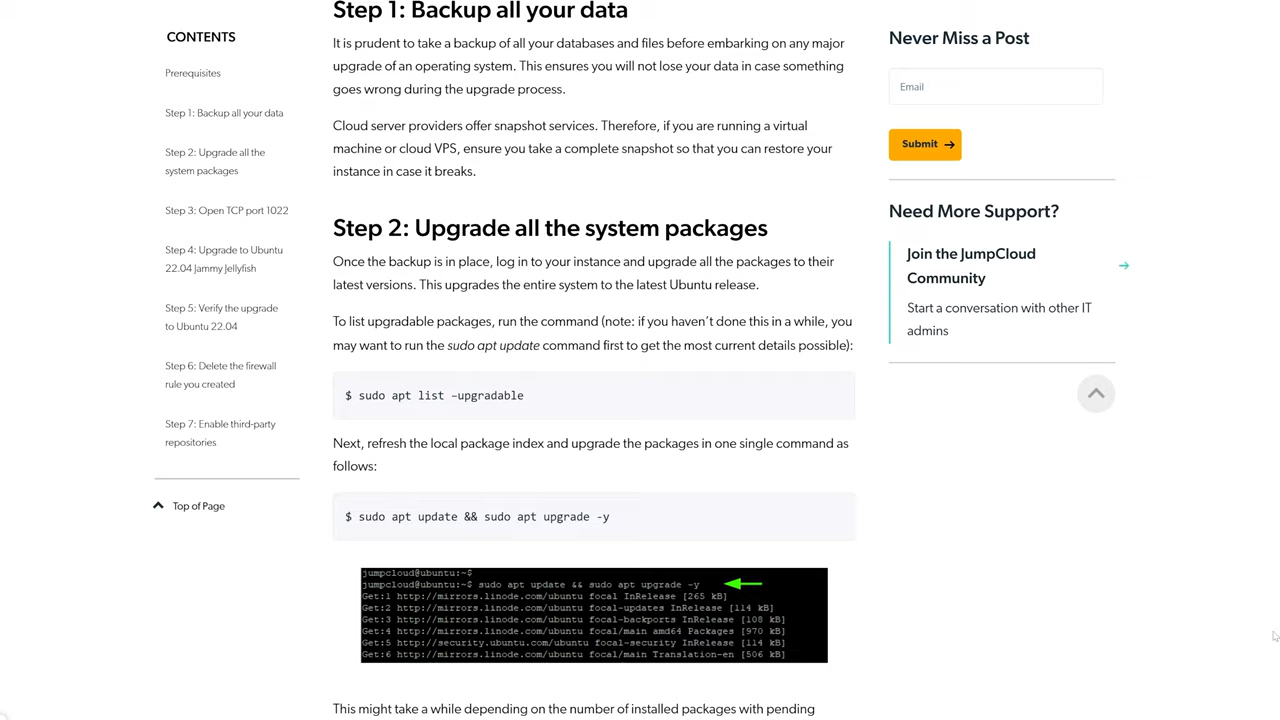 CONTENTS
Prerequisites
Step 1: Backup all your data
Step 2: Upgrade all the
system packages
Step 3: Open TCP port 1022
Step 4: Upgrade to Ubuntu
22.04 Jammy Jellyfish
Step 5: Verify the upgrade
to Ubuntu 22.04
Step 6: Delete the firewall
rule you created
Step 7: Enable third-party
repositories
Top of Page
Step 1: Backup all your data
It is prudent to take a backup of all your databases and files before embarking on any major
upgrade of an operating system. This ensures you will not lose your data in case something
goes wrong during the upgrade process.
Cloud server providers offer snapshot services. Therefore, if you are running a virtual
machine or cloud VPS, ensure you take a complete snapshot so that you can restore your
instance in case it breaks.
Step 2: Upgrade all the system packages
Once the backup is in place, log in to your instance and upgrade all the packages to their
latest versions. This upgrades the entire system to the latest Ubuntu release.
To list upgradable packages, run the command (note: if you haven’t done this in a while, you
may want to run the sudo apt update command first to get the most current details possible):
$ sudo apt list –upgradable
Next, refresh the local package index and upgrade the packages in one single command as
follows:
$ sudo apt update && sudo apt upgrade -y
jumpcloud@ubuntu:~$
jumpcloud@ubuntu:~$ sudo apt update && sudo apt upgrade -y
Get:1 http://mirrors.linode.com/ubuntu focal InRelease [265 kB]
Get:2 http://mirrors.linode.com/ubuntu focal-updates InRelease [114 kB]
Get:3 http://mirrors.linode.com/ubuntu focal-backports InRelease [108 kB]
Get:4 http://mirrors.linode.com/ubuntu focal/main amd64 Packages [970 kB]
Get:5 http://security.ubuntu.com/ubuntu focal-security InRelease [114 kB]
Get:6 http://mirrors.linode.com/ubuntu focal/main Translation-en [506 kB]
This might take a while depending on the number of installed packages with pending
Never Miss a Post
Email
Submit
Need More Support?
Join the JumpCloud
Community
Start a conversation with other IT
admins